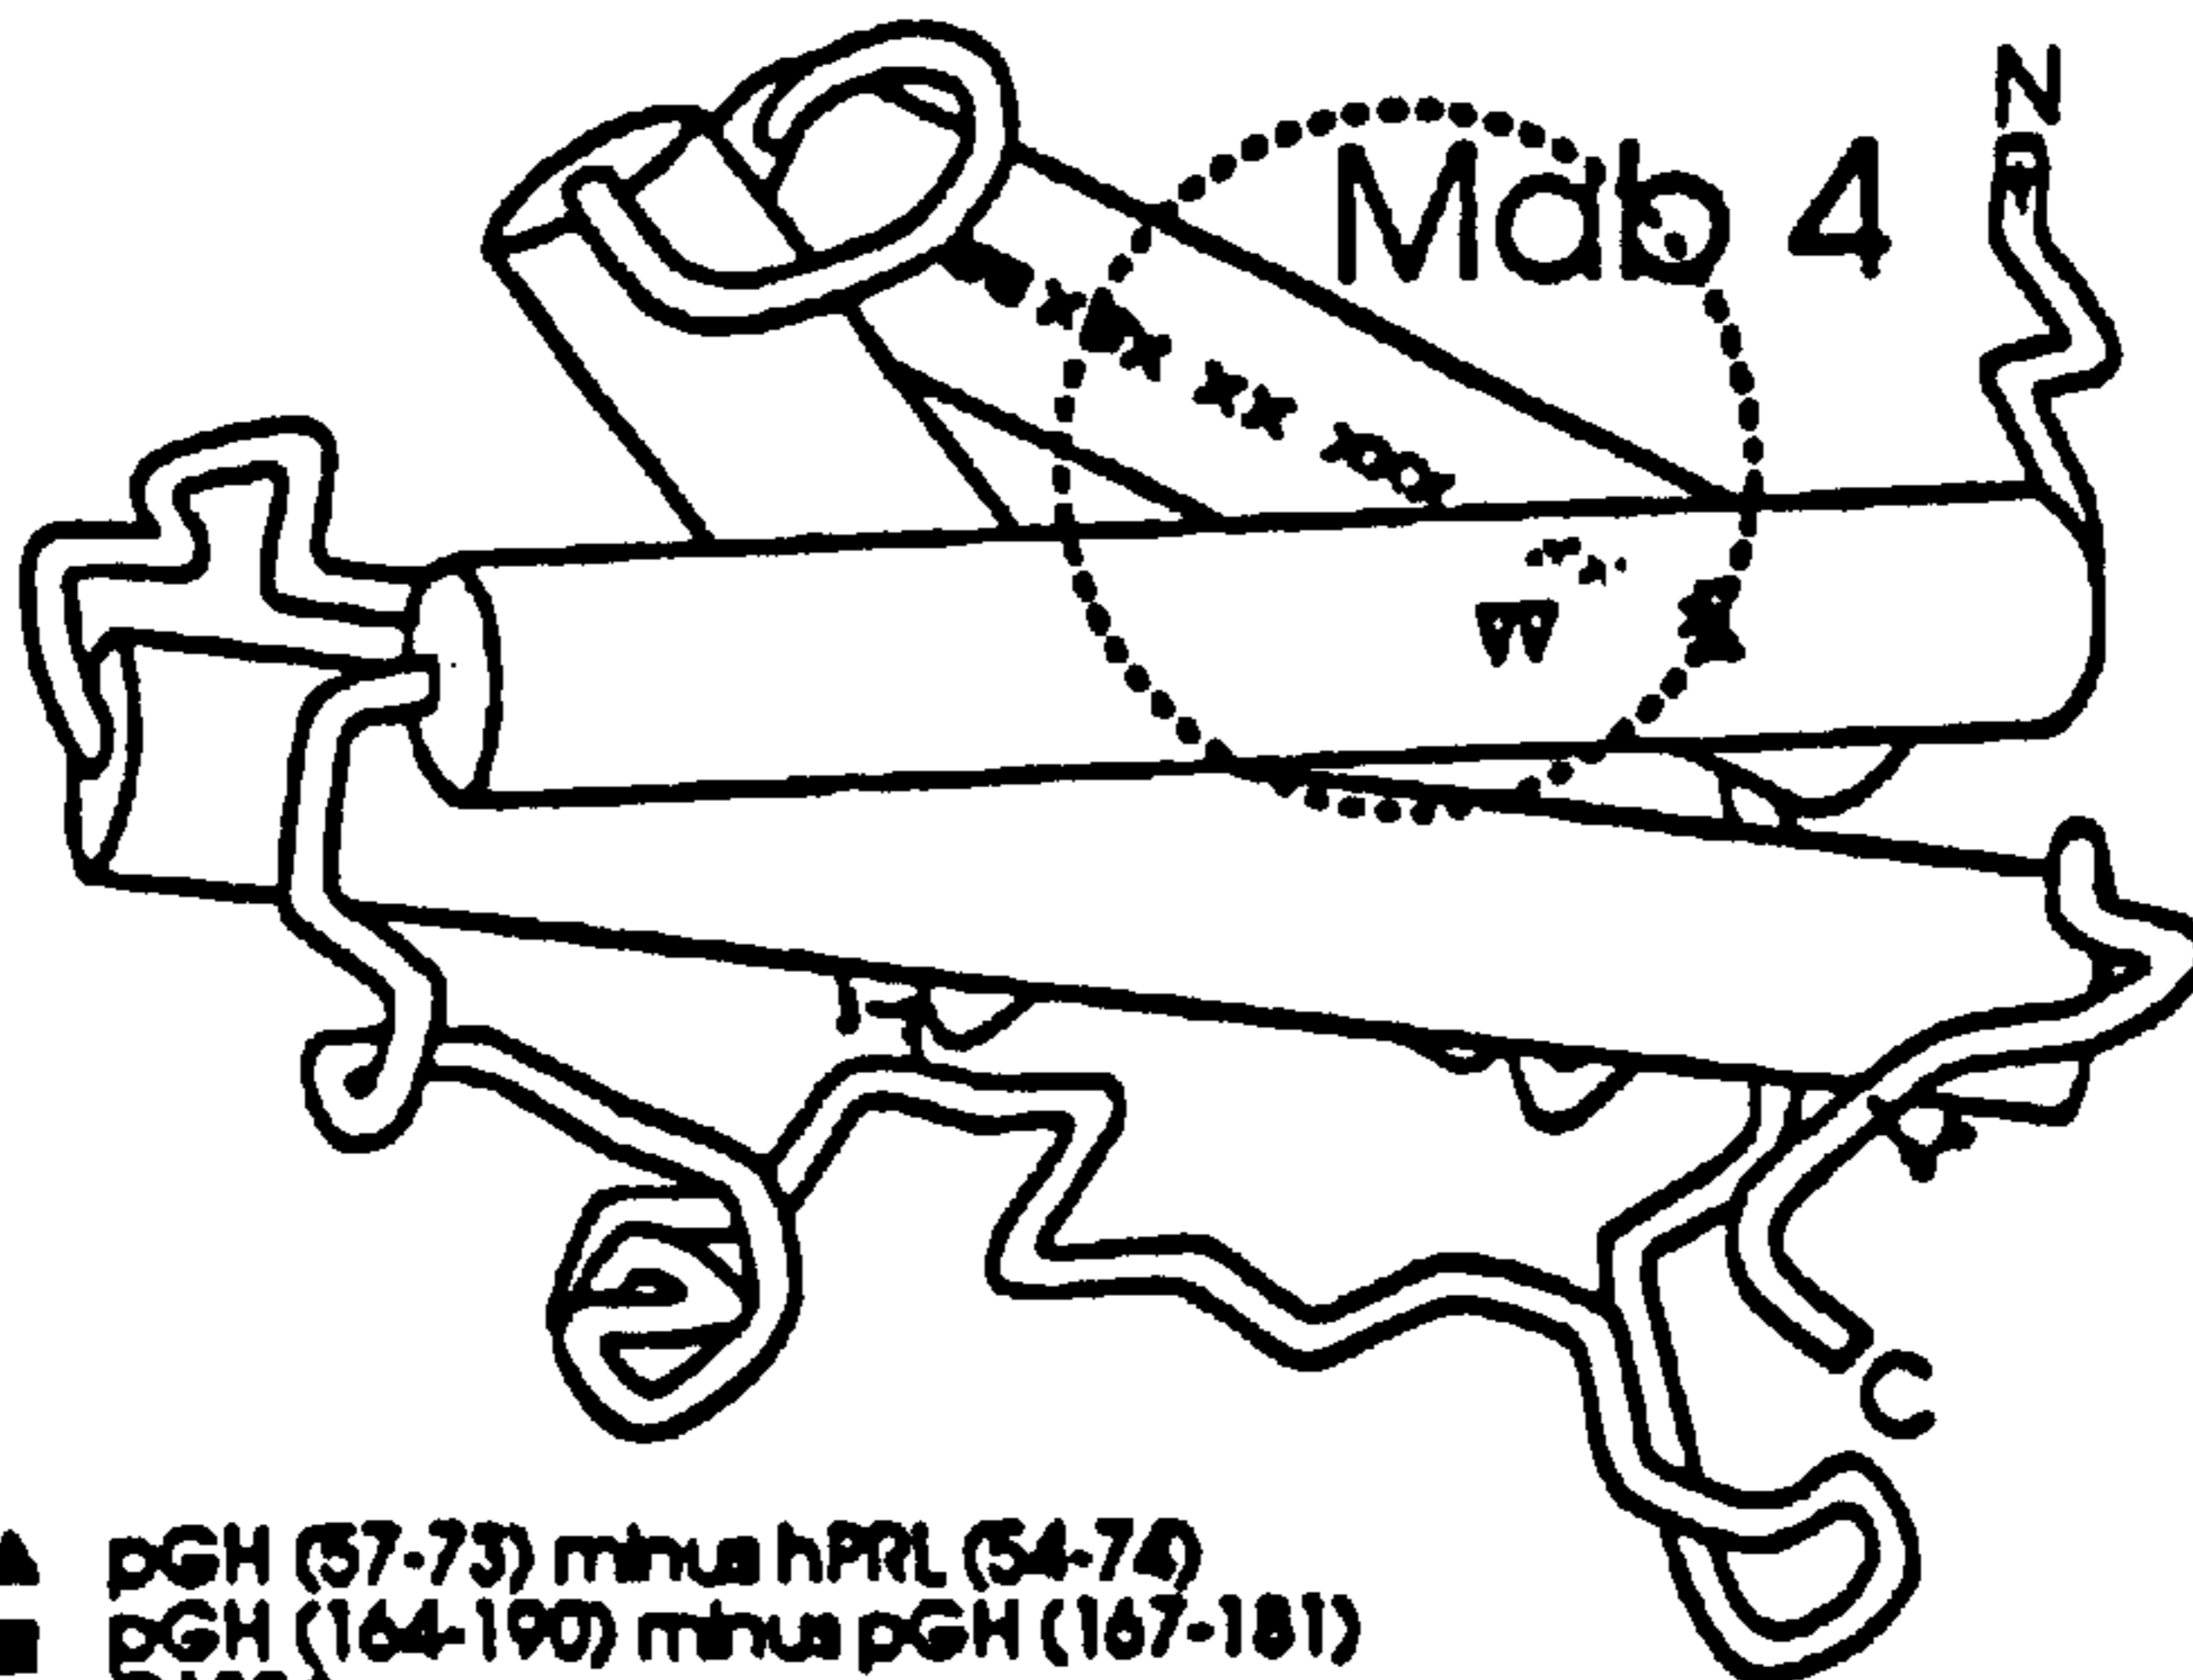 N
Mab 4
C
pGH (57-73) minus hPRL (54-74)
pGH (164-190) minus pGH (167-181)